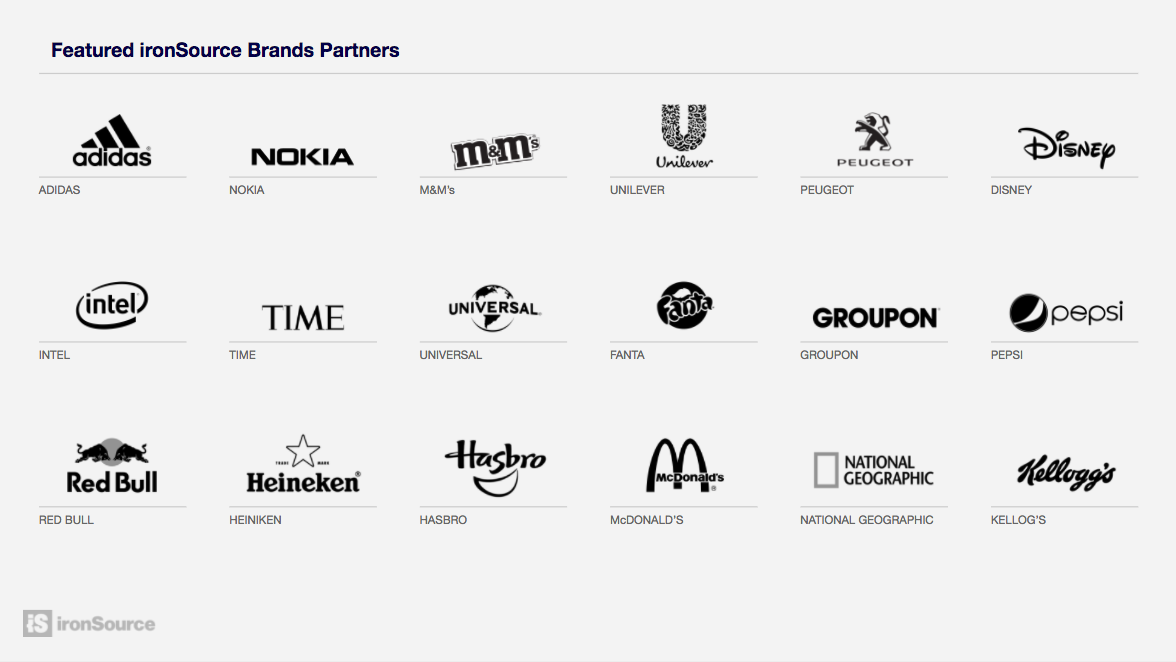 Featured ironSource Brands Partners
adidas®
NOKIA
m&m's
Unilever
PEUGEOT
Disney
ADIDAS
NOKIA
M&M's
UNILEVER
PEUGEOT
DISNEY
intel
TIME
UNIVERSAL
Fanta
GROUPON
pepsi
INTEL
TIME
UNIVERSAL
FANTA
GROUPON
PEPSI
Red Bull
TRADE MARK
Heineken®
Hasbro
McDonald's®
NATIONAL
GEOGRAPHIC
Kellogg's
RED BULL
HEINIKEN
HASBRO
McDONALD'S
NATIONAL GEOGRAPHIC
KELLOG'S
iS ironSource